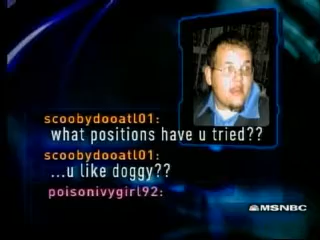 scoobydooatl01:
what positions have u tried??
scoobydooatl01:
...u like doggy??
poisonivygirl92:
MSNBC